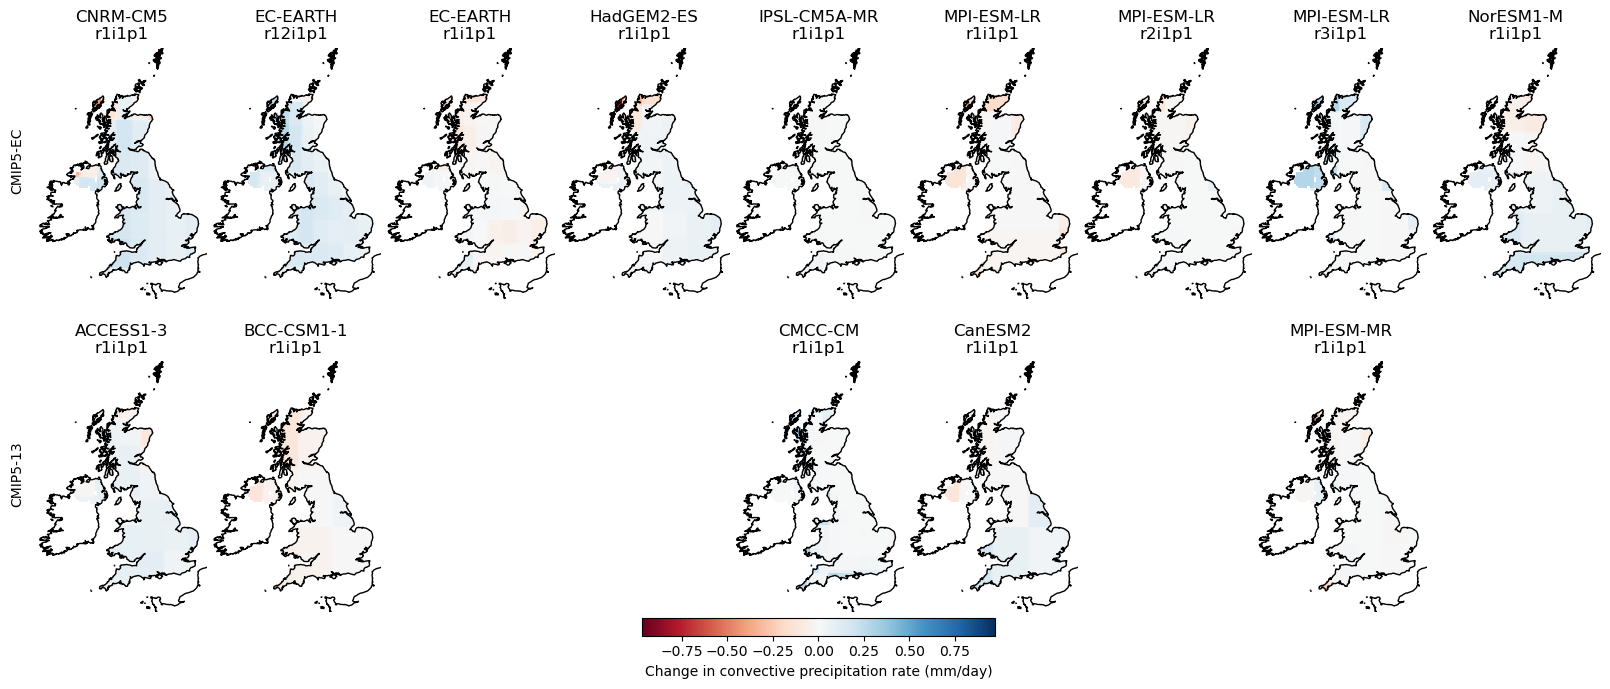 CNRM-CM5
r1i1p1
EC-EARTH
r12i1p1
EC-EARTH
r1i1p1
HadGEM2-ES
r1i1p1
IPSL-CM5A-MR
r1i1p1
MPI-ESM-LR
r1i1p1
MPI-ESM-LR
r2i1p1
MPI-ESM-LR
r3i1p1
NorESM1-M
r1i1p1
CMIP5-EC
ACCESS1-3
r1i1p1
BCC-CSM1-1
r1i1p1
CMCC-CM
r1i1p1
CanESM2
r1i1p1
MPI-ESM-MR
r1i1p1
CMIP5-13
−0.75 −0.50 −0.25 0.00 0.25 0.50 0.75
Change in convective precipitation rate (mm/day)